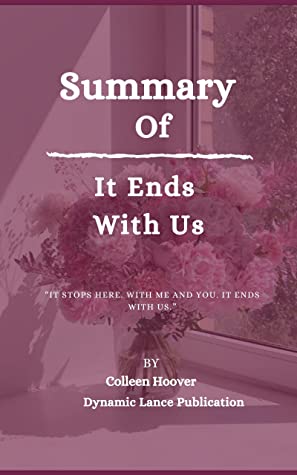 Summary
Of
It Ends
With Us
"IT STOPS HERE. WITH ME AND YOU. IT ENDS
WITH US."
BY
Colleen Hoover
Dynamic Lance Publication